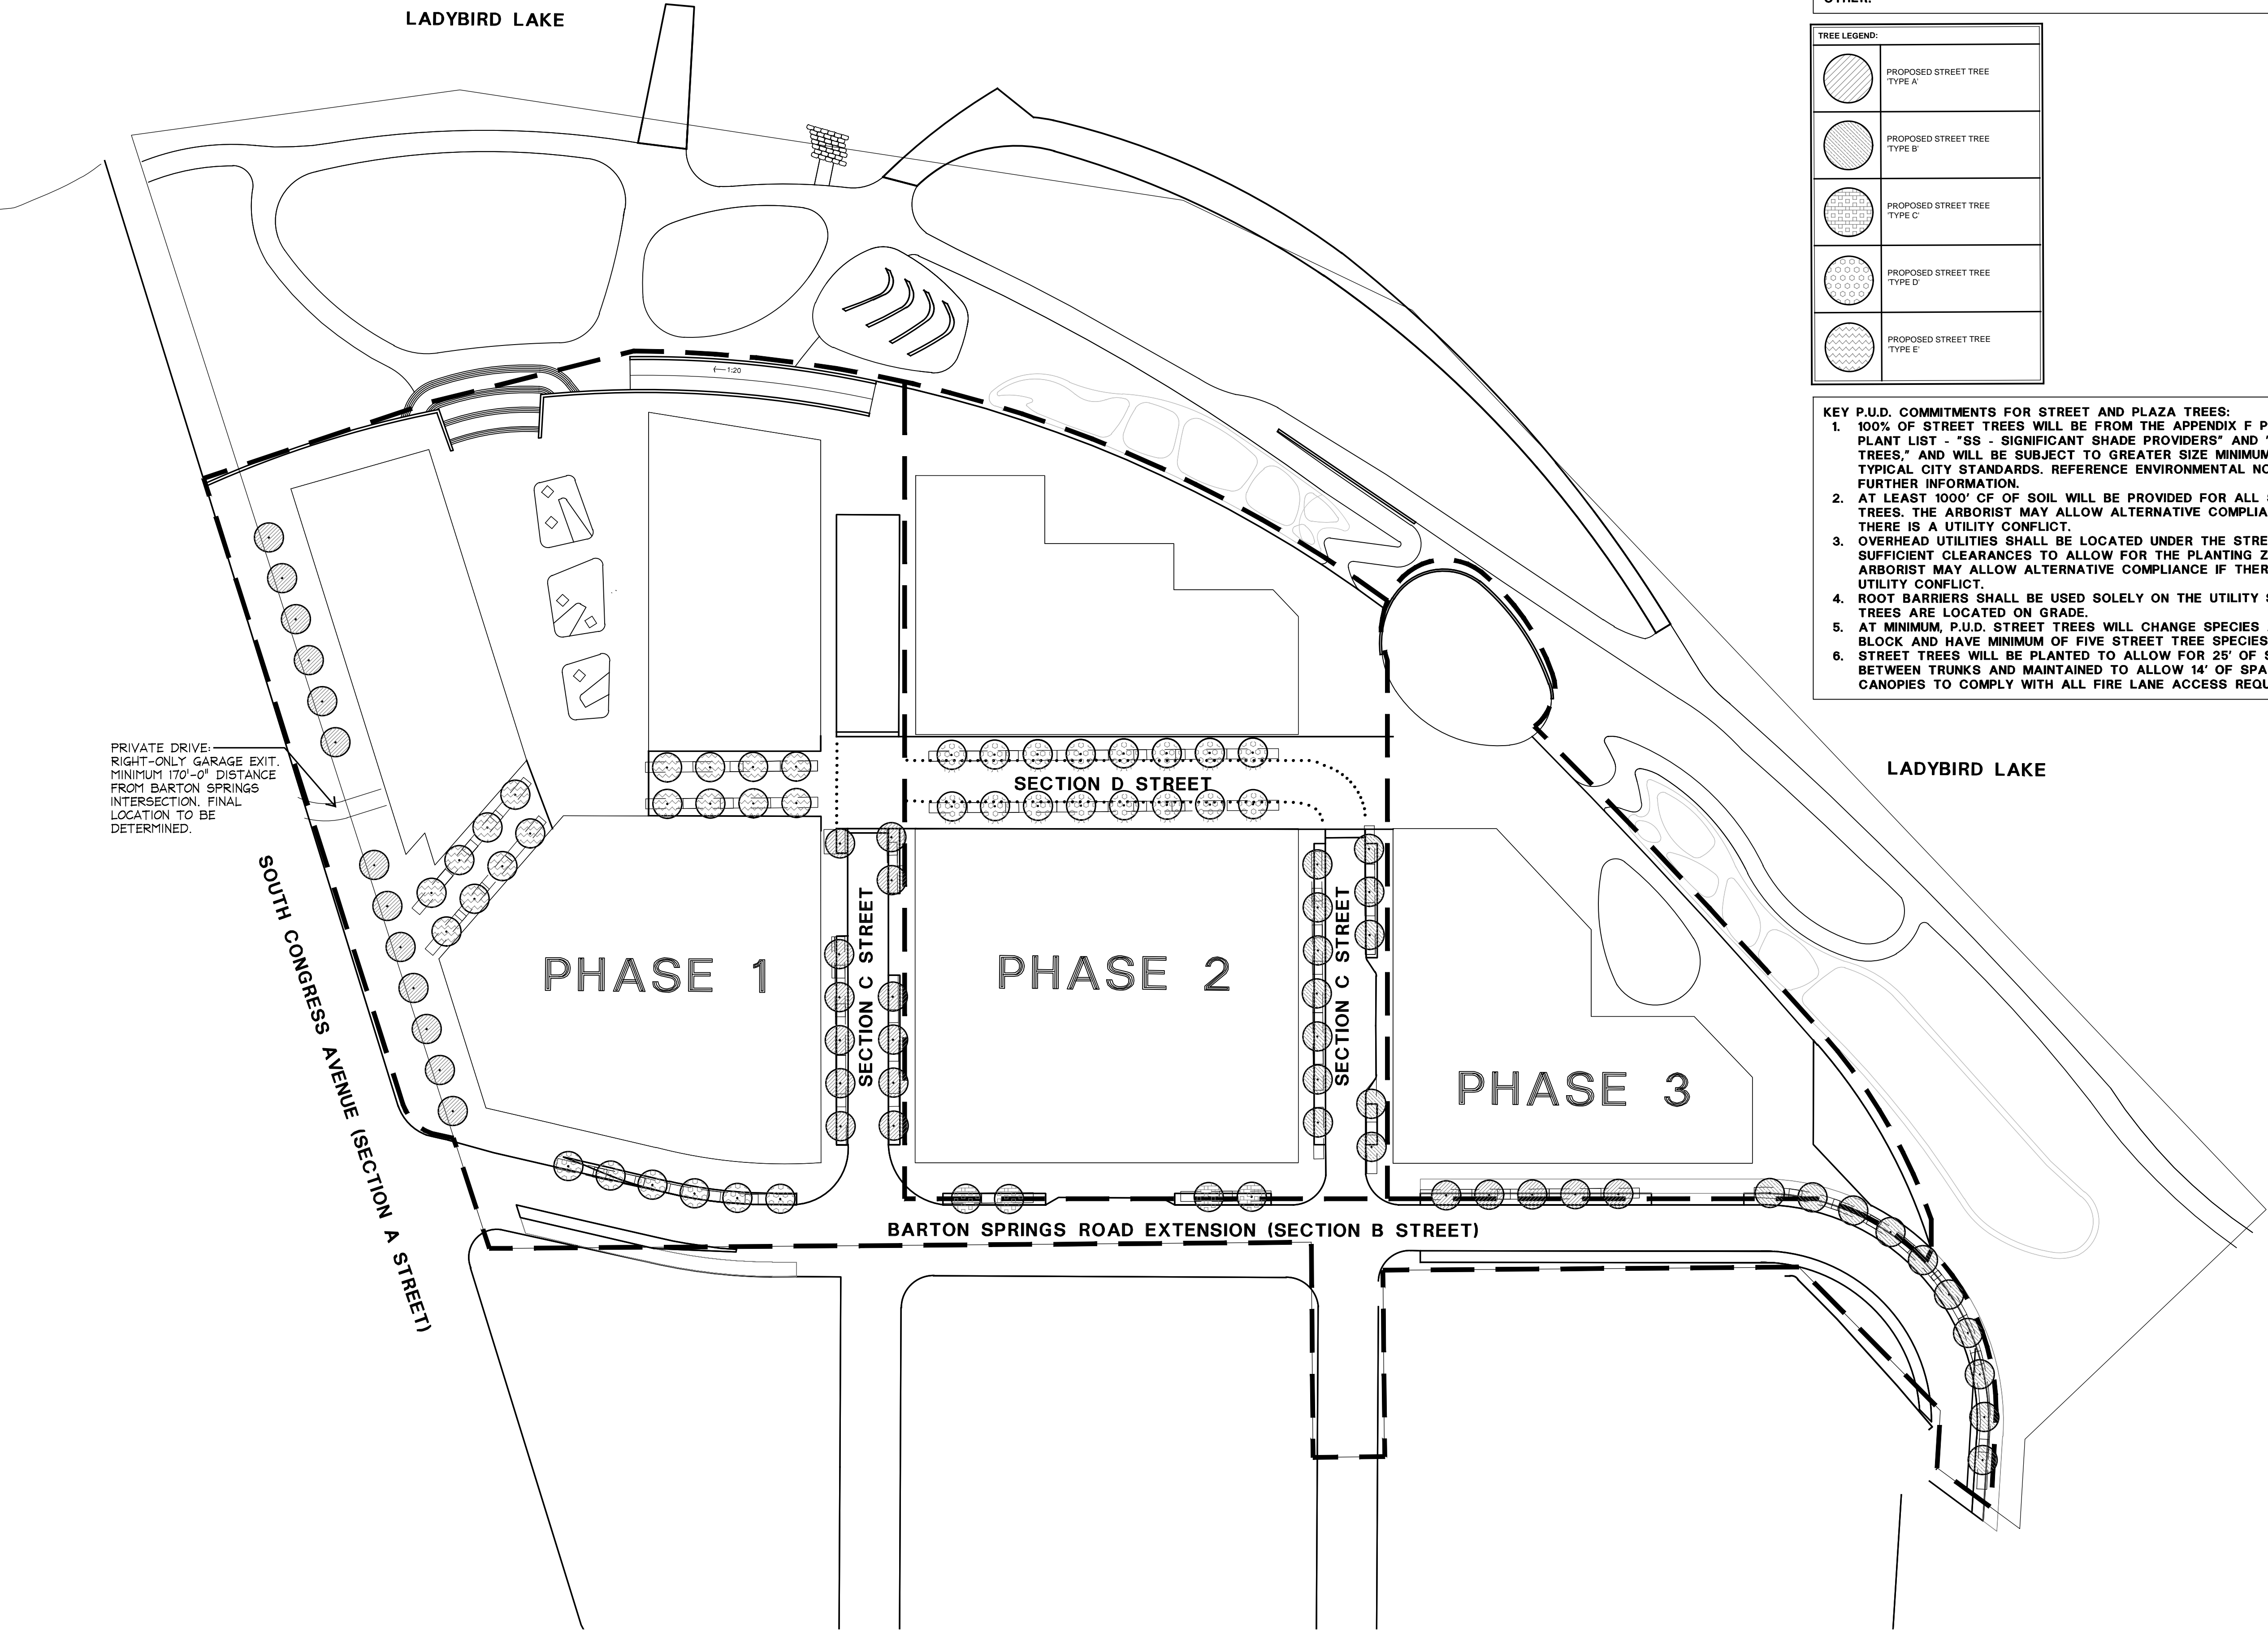 LADYBIRD LAKE
TREE LEGEND:
PROPOSED STREET TREE
'TYPE A'
PROPOSED STREET TREE
'TYPE B'
PROPOSED STREET TREE
'TYPE C'
PROPOSED STREET TREE
'TYPE D'
PROPOSED STREET TREE
'TYPE E'
KEY P.U.D. COMMITMENTS FOR STREET AND PLAZA TREES:
1. 100% OF STREET TREES WILL BE FROM THE APPENDIX F P
PLANT LIST - "SS - SIGNIFICANT SHADE PROVIDERS" AND "
TREES," AND WILL BE SUBJECT TO GREATER SIZE MINIMUM
TYPICAL CITY STANDARDS. REFERENCE ENVIRONMENTAL NO
FURTHER INFORMATION.
2. AT LEAST 1000' CF OF SOIL WILL BE PROVIDED FOR ALL
TREES. THE ARBORIST MAY ALLOW ALTERNATIVE COMPLIA
THERE IS A UTILITY CONFLICT.
3. OVERHEAD UTILITIES SHALL BE LOCATED UNDER THE STRE
SUFFICIENT CLEARANCES TO ALLOW FOR THE PLANTING Z
ARBORIST MAY ALLOW ALTERNATIVE COMPLIANCE IF THER
UTILITY CONFLICT.
4. ROOT BARRIERS SHALL BE USED SOLELY ON THE UTILITY S
TREES ARE LOCATED ON GRADE.
5. AT MINIMUM, P.U.D. STREET TREES WILL CHANGE SPECIES
BLOCK AND HAVE MINIMUM OF FIVE STREET TREE SPECIES
6. STREET TREES WILL BE PLANTED TO ALLOW FOR 25' OF S
BETWEEN TRUNKS AND MAINTAINED TO ALLOW 14' OF SPA
CANOPIES TO COMPLY WITH ALL FIRE LANE ACCESS REQU
1:20
PRIVATE DRIVE:
RIGHT-ONLY GARAGE EXIT.
MINIMUM 170'-0" DISTANCE
FROM BARTON SPRINGS
INTERSECTION. FINAL
LOCATION TO BE
DETERMINED.
LADYBIRD LAKE
SECTION D STREET
SOUTH CONGRESS AVENUE (SECTION A STREET)
PHASE 1
SECTION C STREET
PHASE 2
SECTION C STREET
PHASE 3
BARTON SPRINGS ROAD EXTENSION (SECTION B STREET)